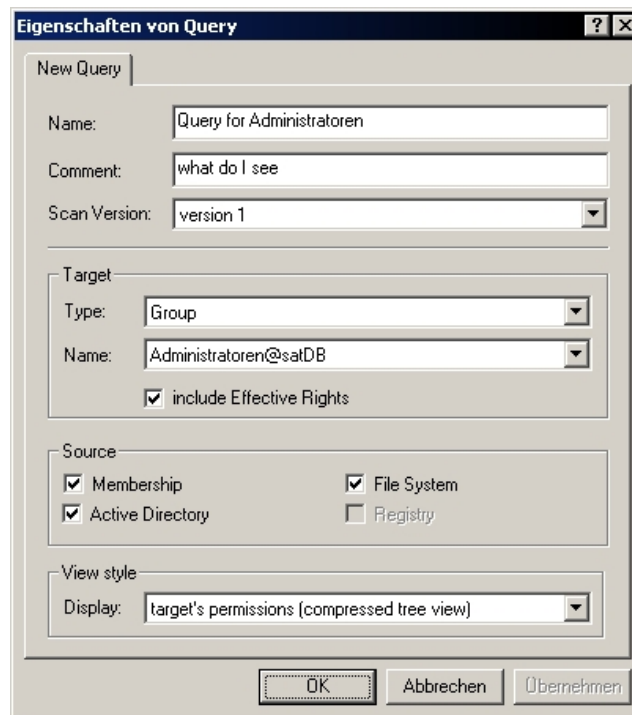 Eigenschaften von Query
New Query
Name: Query for Administratoren
Comment: what do I see
Scan Version: version 1
Target
Type: Group
Name: Administratoren@satDB
include Effective Rights
Source
Membership File System
Active Directory Registry
View style
Display: target's permissions (compressed tree view)
OK Abbrechen Übernehmen